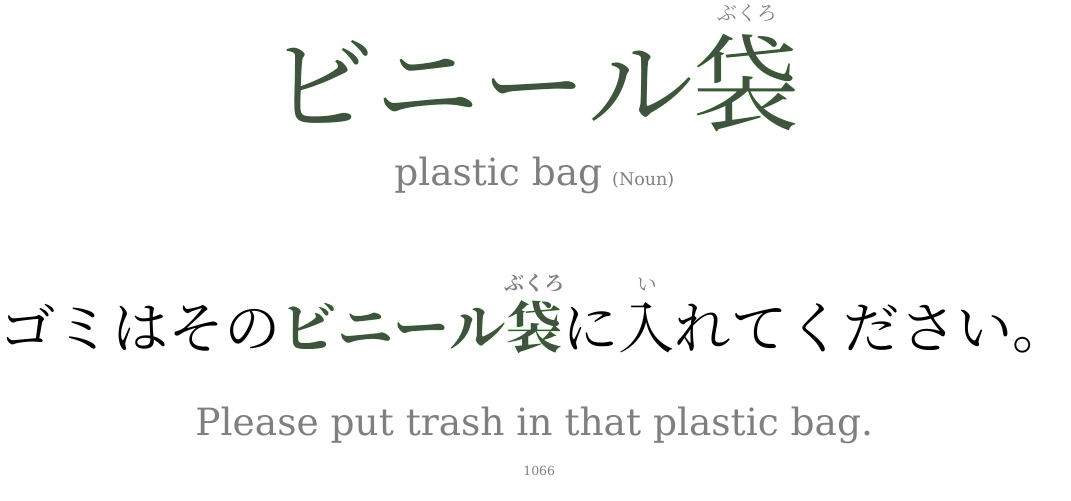 ぶくろ
ビニール袋
plastic bag (Noun)
ぶくろ い
ゴミはそのビニール袋に入れてください。
Please put trash in that plastic bag.
1066